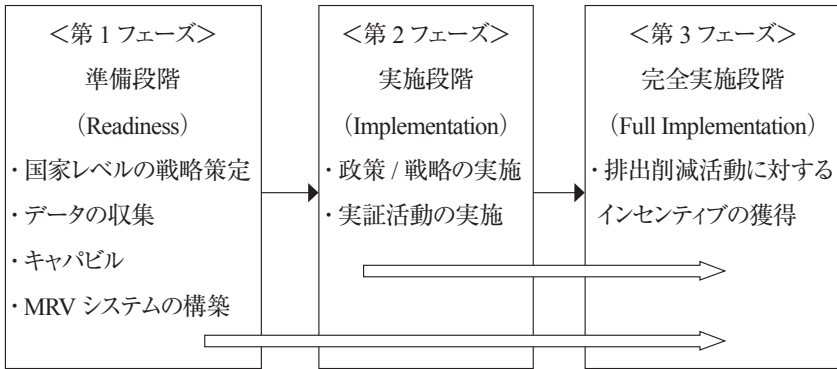 <第1フェーズ>
準備段階
(Readiness)
・国家レベルの戦略策定
・データの収集
・キャパビル
・MRV システムの構築
<第2フェーズ>
実施段階
(Implementation)
・政策 / 戦略の実施
・実証活動の実施
<第3フェーズ>
完全実施段階
(Full Implementation)
・排出削減活動に対する
インセンティブの獲得